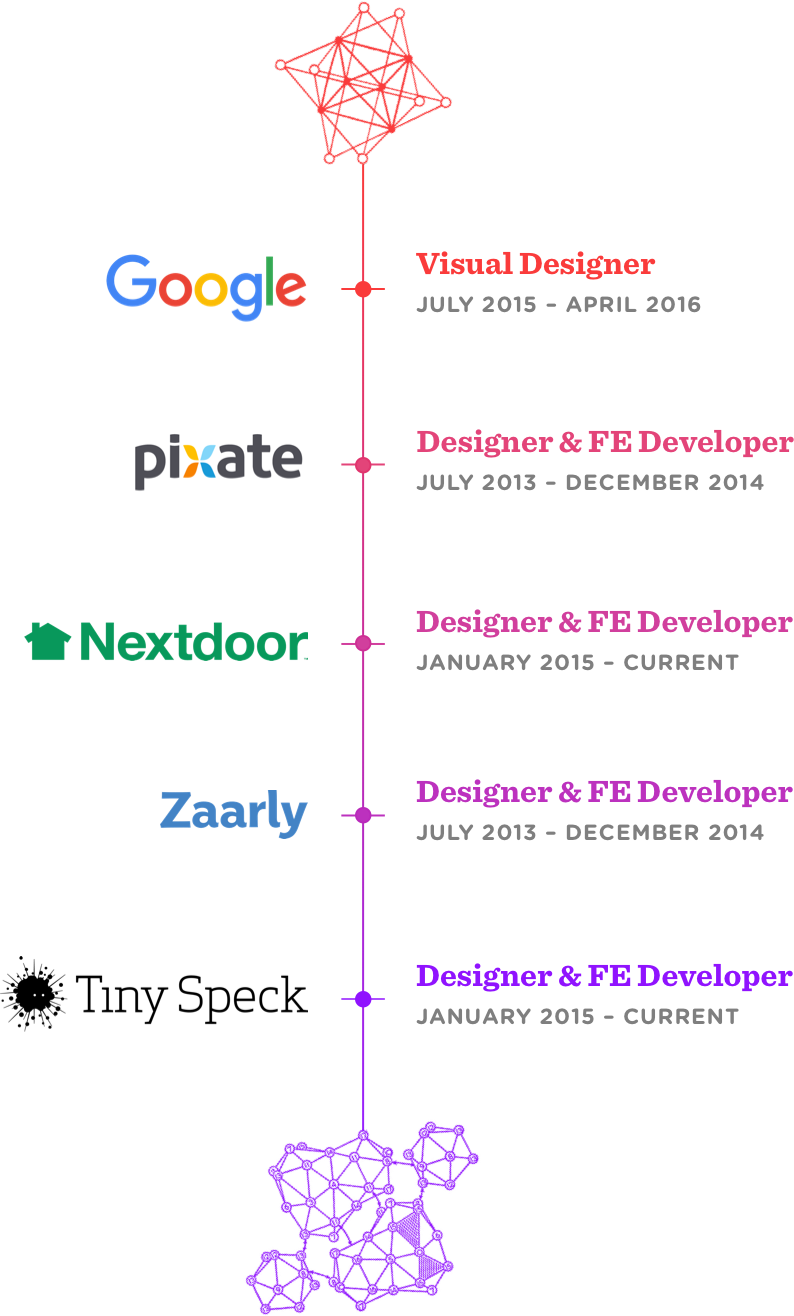 Google
Visual Designer
JULY 2015 – APRIL 2016
pixate
Designer & FE Developer
JULY 2013 – DECEMBER 2014
Nextdoor™
Designer & FE Developer
JANUARY 2015 – CURRENT
Zaarly
Designer & FE Developer
JULY 2013 – DECEMBER 2014
Tiny Speck
Designer & FE Developer
JANUARY 2015 – CURRENT